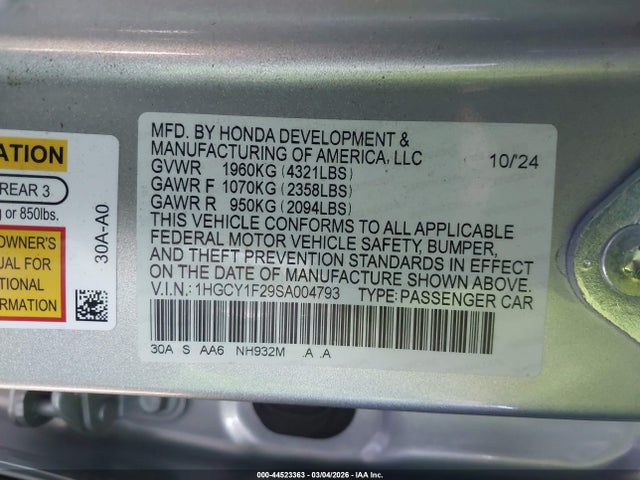 ATION
REAR 3
g or 850lbs.
OWNER'S
UAL FOR
TIONAL
ATION
30A-A0
MFD. BY HONDA DEVELOPMENT &
MANUFACTURING OF AMERICA, LLC 10/'24
GVWR 1960KG (4321LBS)
GAWR F 1070KG (2358LBS)
GAWR R 950KG (2094LBS)
THIS VEHICLE CONFORMS TO ALL APPLICABLE
FEDERAL MOTOR VEHICLE SAFETY, BUMPER,
AND THEFT PREVENTION STANDARDS IN EFFECT
ON THE DATE OF MANUFACTURE SHOWN ABOVE.
V.I.N.:1HGCY1F29SA004793 TYPE:PASSENGER CAR
30A S AA6 NH932M .A .A
000-44523363 - 03/04/2026 - IAA Inc.